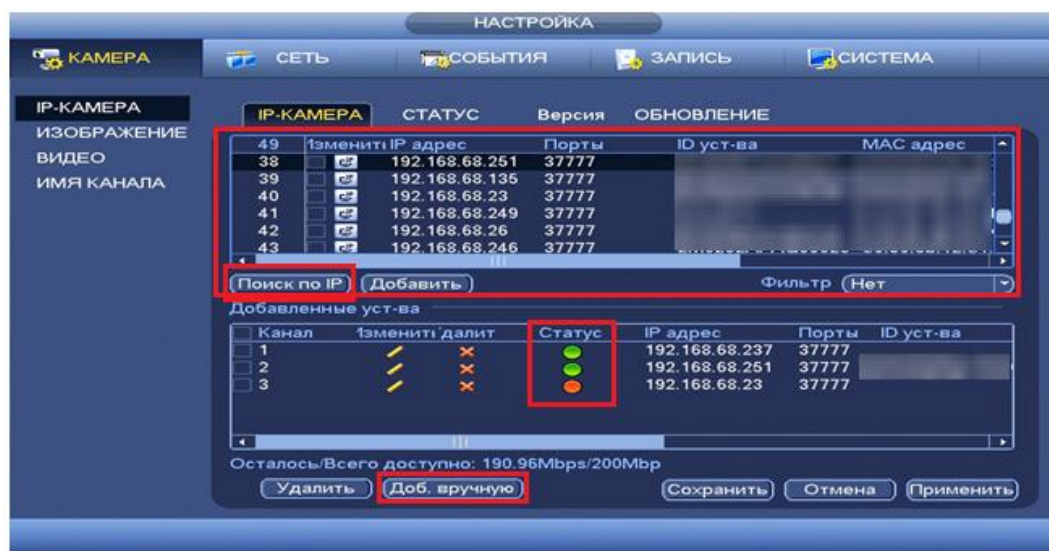 НАСТРОЙКА
КАМЕРА СЕТЬ СОБЫТИЯ ЗАПИСЬ СИСТЕМА
IP-КАМЕРА
ИЗОБРАЖЕНИЕ
ВИДЕО
ИМЯ КАНАЛА
IP-КАМЕРА СТАТУС Версия ОБНОВЛЕНИЕ
49 Ізменитı IP адрес Порты ID уст-ва MAC адрес
38 192.168.68.251 37777
39 192.168.68.135 37777
40 192.168.68.23 37777
41 192.168.68.249 37777
42 192.168.68.26 37777
43 192.168.68.246 37777
Поиск по IP Добавить Фильтр Нет
Добавленные уст-ва
Канал Ізменитı далит Статус IP адрес Порты ID уст-ва
1 192.168.68.237 37777
2 192.168.68.251 37777
3 192.168.68.23 37777
Осталось/Всего доступно: 190.96Mbps/200Mbp
Удалить Доб. вручную Сохранить Отмена Применить